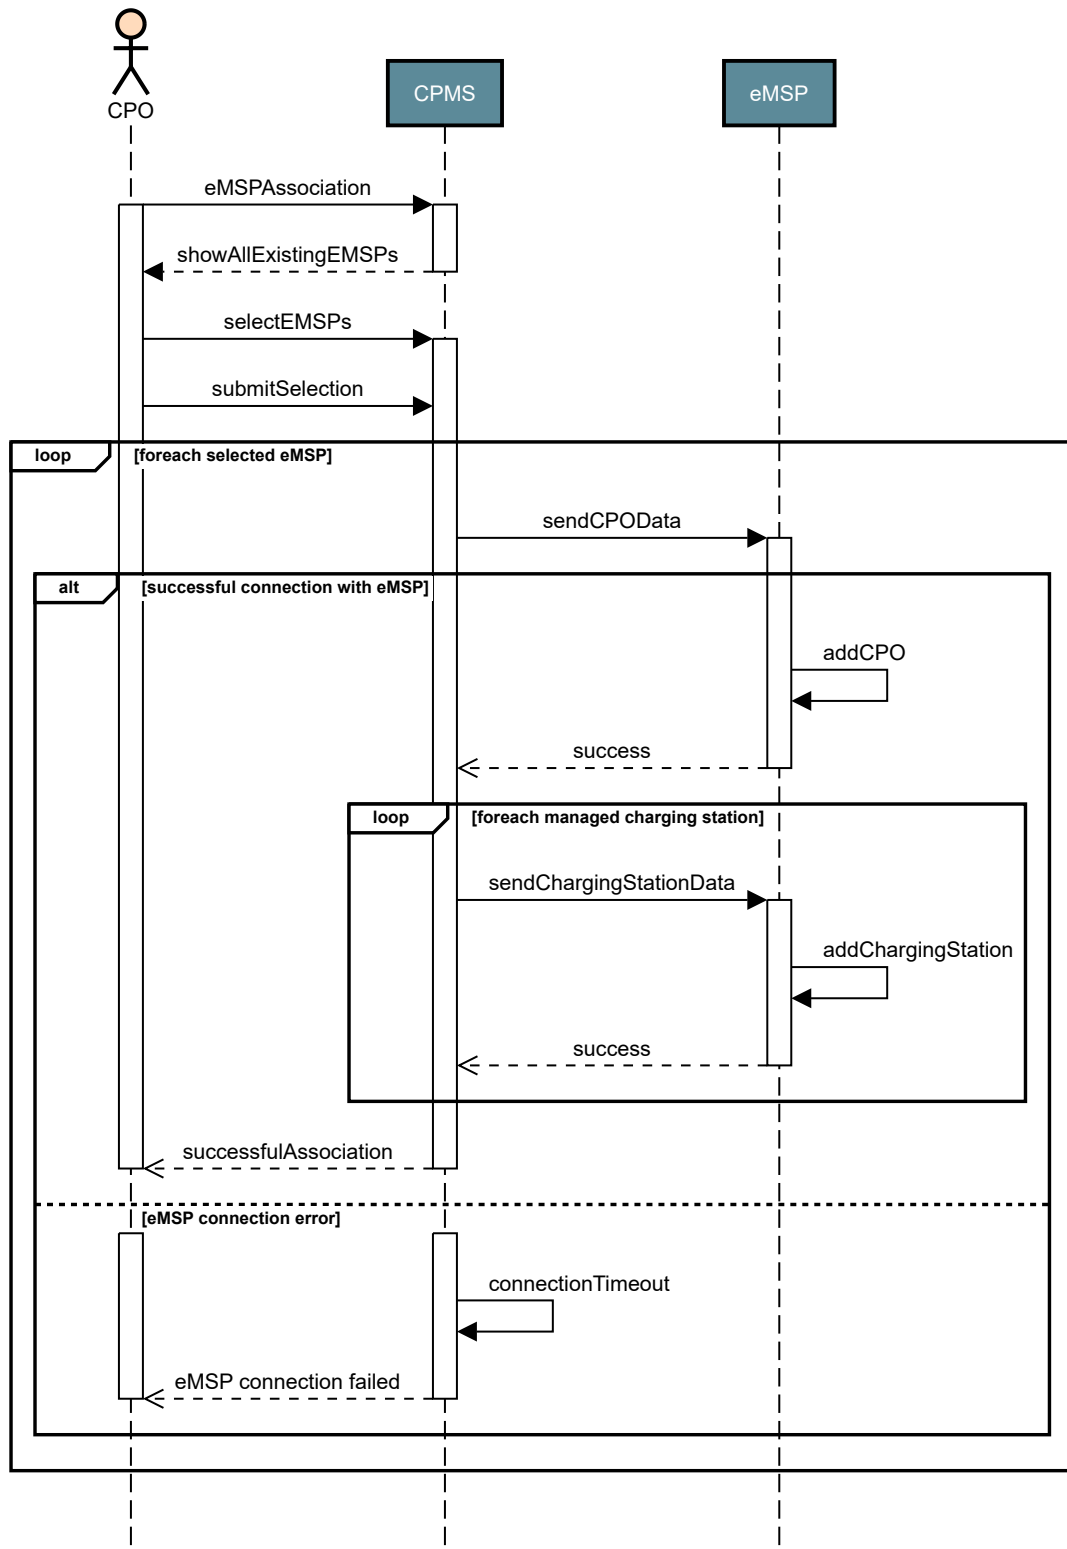 CPO
CPMS
eMSP
eMSPAssociation
showAllExistingEMSPs
selectEMSPs
submitSelection
loop
[foreach selected eMSP]
sendCPOData
alt
[successful connection with eMSP]
addCPO
success
loop
[foreach managed charging station]
sendChargingStationData
addChargingStation
success
successfulAssociation
[eMSP connection error]
connectionTimeout
eMSP connection failed